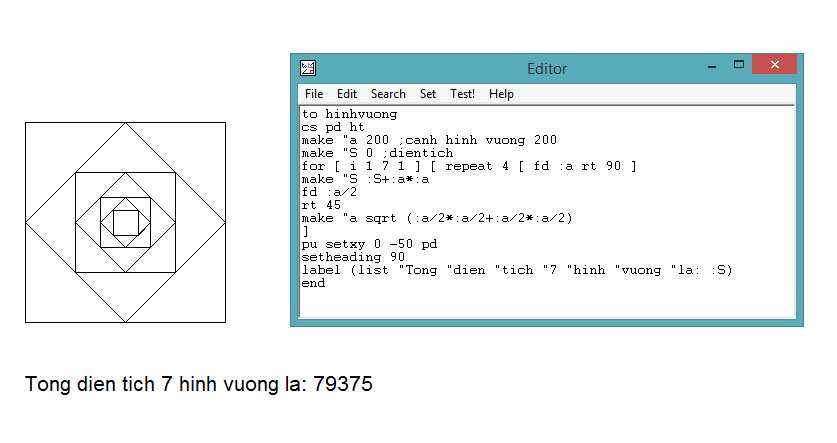 Editor
File Edit Search Set Test! Help
to hinhvuong
cs pd ht
make "a 200 ;canh hinh vuong 200
make "S 0 ;dientich
for [ i 1 7 1 ] [ repeat 4 [ fd :a rt 90 ]
make "S :S+:a*:a
fd :a/2
rt 45
make "a sqrt (:a/2*:a/2+:a/2*:a/2)
]
pu setxy 0 -50 pd
setheading 90
label (list "Tong "dien "tich "7 "hinh "vuong "la: :S)
end
Tong dien tich 7 hinh vuong la: 79375